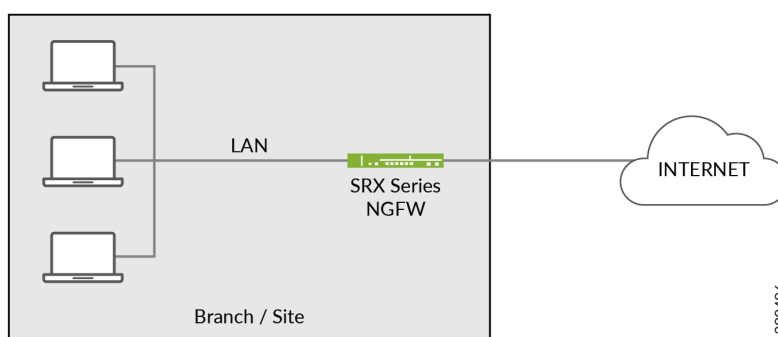 LAN
SRX Series
NGFW
INTERNET
Branch / Site